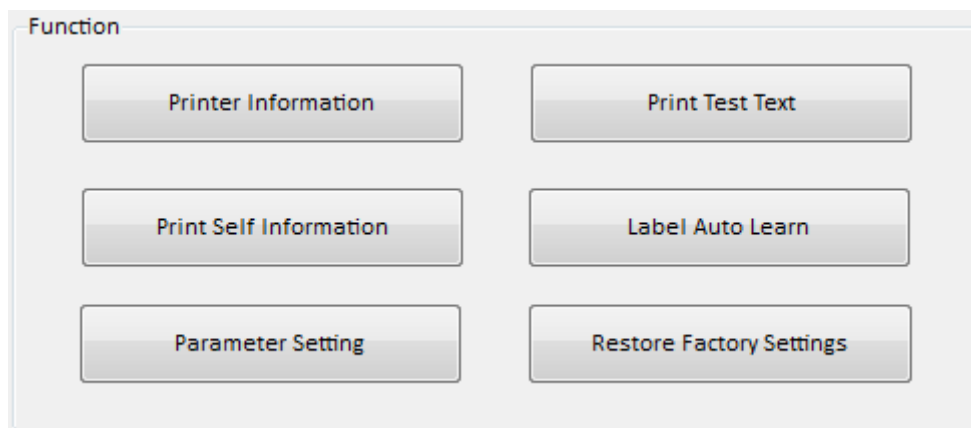 Function
Printer Information
Print Test Text
Print Self Information
Label Auto Learn
Parameter Setting
Restore Factory Settings